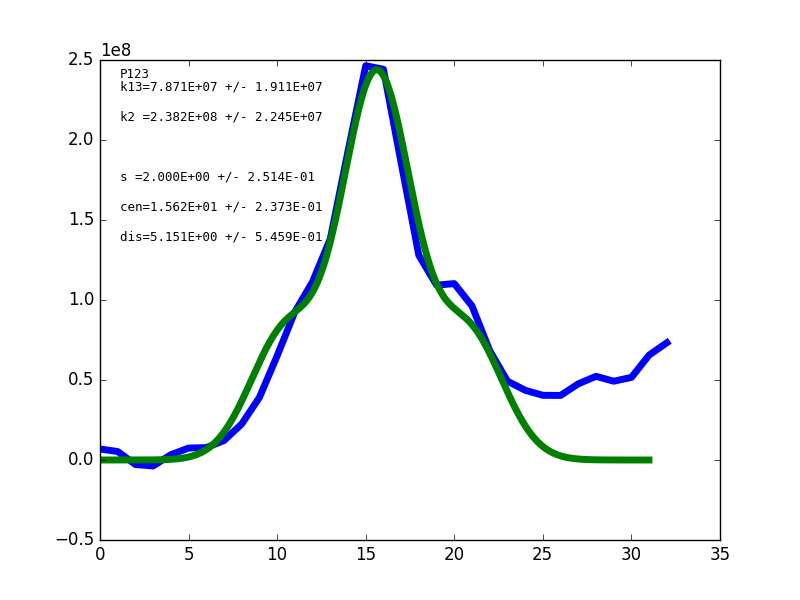 1e8
2.5
2.0
1.5
1.0
0.5
0.0
−0.5
P123
k13=7.871E+07 +/- 1.911E+07
k2 =2.382E+08 +/- 2.245E+07
s =2.000E+00 +/- 2.514E-01
cen=1.562E+01 +/- 2.373E-01
dis=5.151E+00 +/- 5.459E-01
0 5 10 15 20 25 30 35